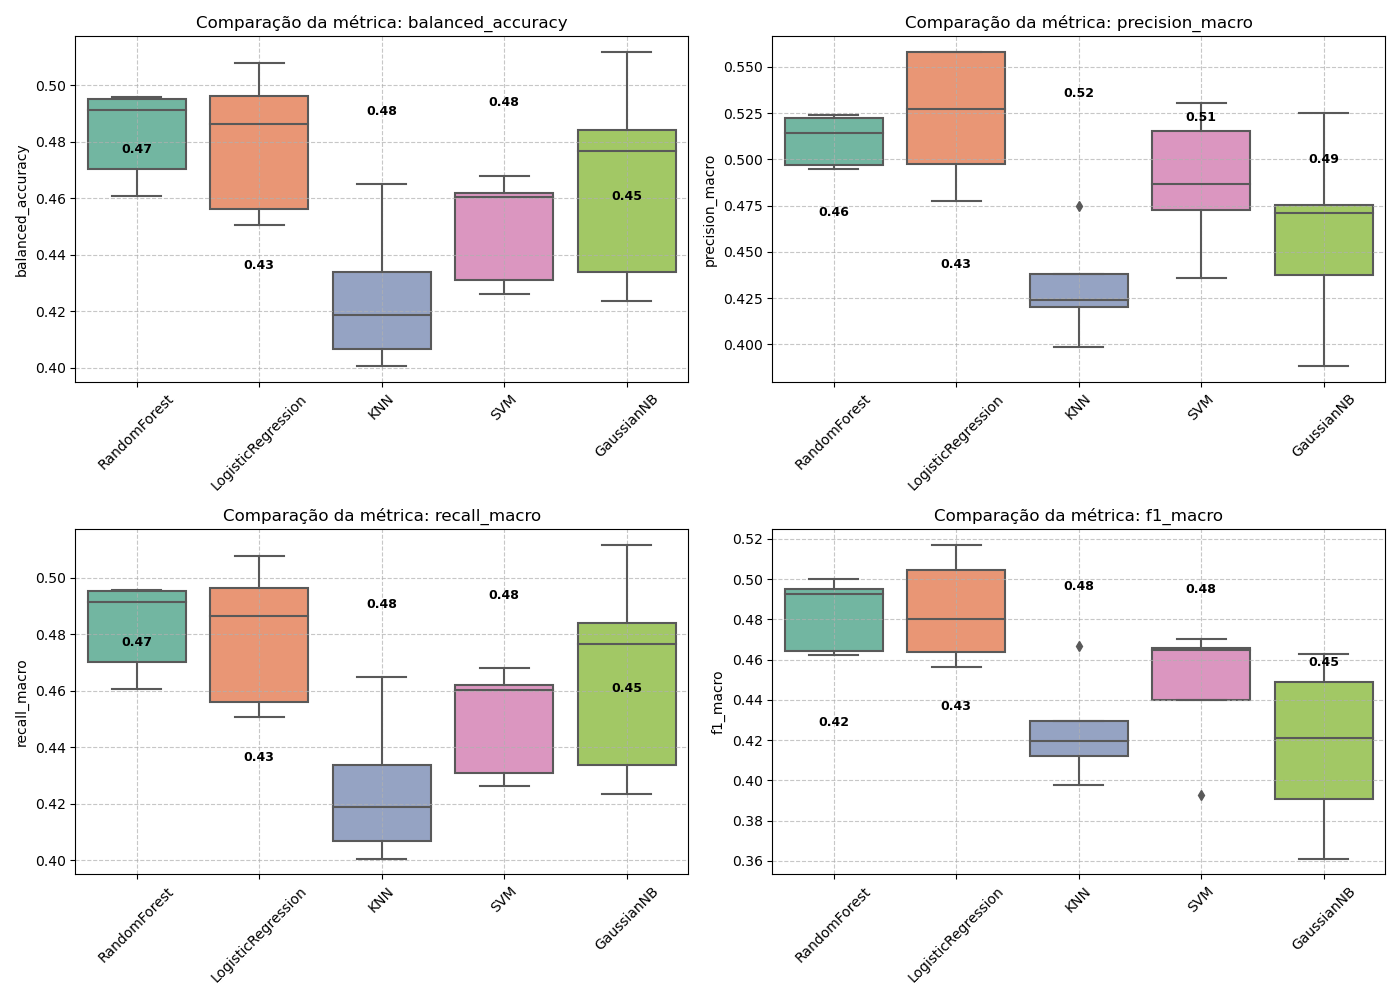 Comparação da métrica: balanced_accuracy
balanced_accuracy
0.50
0.48
0.46
0.44
0.42
0.40
0.47
0.43
0.48
0.48
0.45
RandomForest
LogisticRegression
KNN
SVM
GaussianNB
Comparação da métrica: precision_macro
precision_macro
0.550
0.525
0.500
0.475
0.450
0.425
0.400
0.46
0.43
0.52
0.51
0.49
RandomForest
LogisticRegression
KNN
SVM
GaussianNB
Comparação da métrica: recall_macro
recall_macro
0.50
0.48
0.46
0.44
0.42
0.40
0.47
0.43
0.48
0.48
0.45
RandomForest
LogisticRegression
KNN
SVM
GaussianNB
Comparação da métrica: f1_macro
f1_macro
0.52
0.50
0.48
0.46
0.44
0.42
0.40
0.38
0.36
0.42
0.43
0.48
0.48
0.45
RandomForest
LogisticRegression
KNN
SVM
GaussianNB